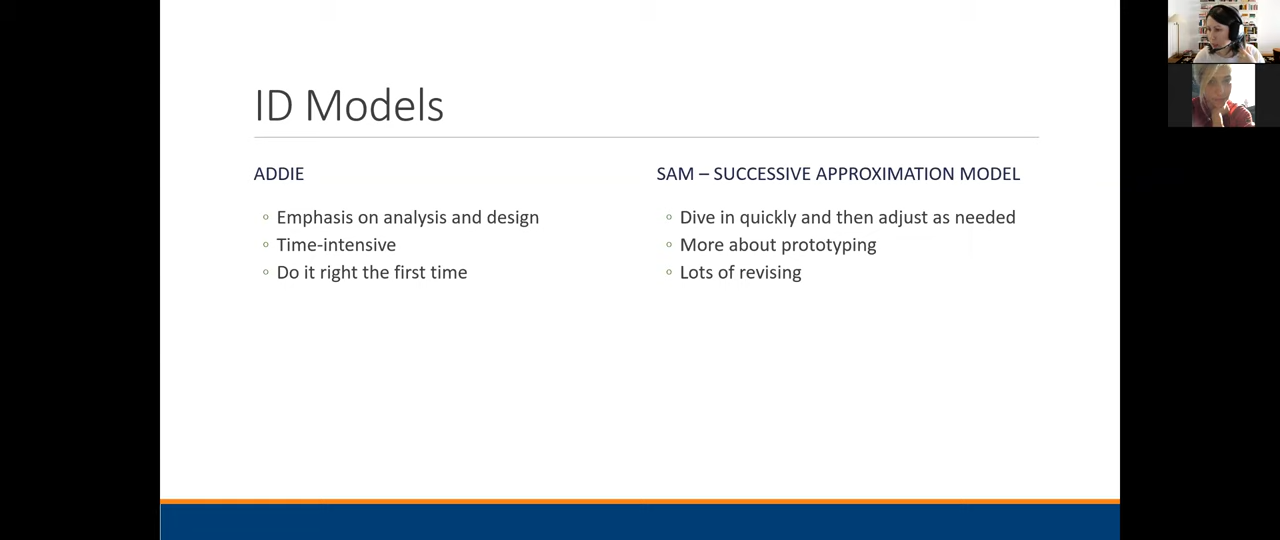 ID Models
ADDIE
Emphasis on analysis and design
Time-intensive
Do it right the first time
SAM – SUCCESSIVE APPROXIMATION MODEL
Dive in quickly and then adjust as needed
More about prototyping
Lots of revising